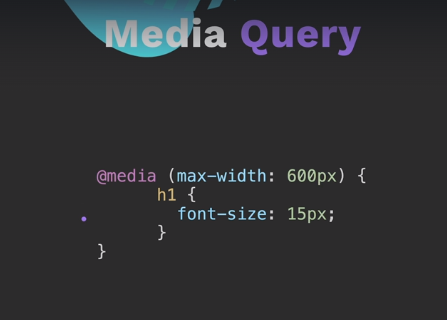 Media Query
@media (max-width: 600px) {
h1 {
font-size: 15px;
}
}